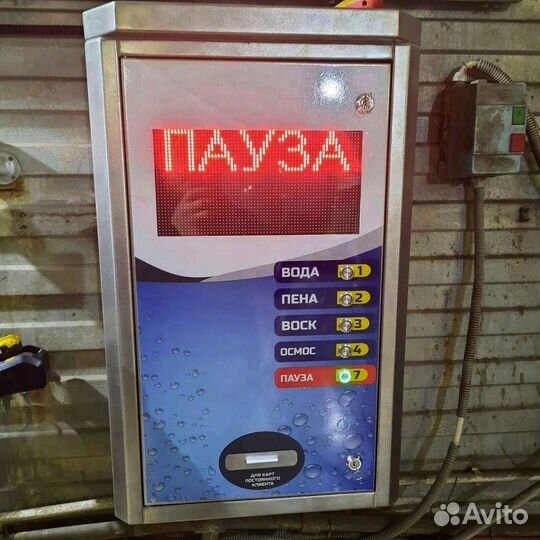 ПАУЗА
ВОДА 1
ПЕНА 2
ВОСК 3
ОСМОС 4
ПАУЗА 7
ДЛЯ КАРТ
ПОСТОЯННОГО
КЛИЕНТА
Avito